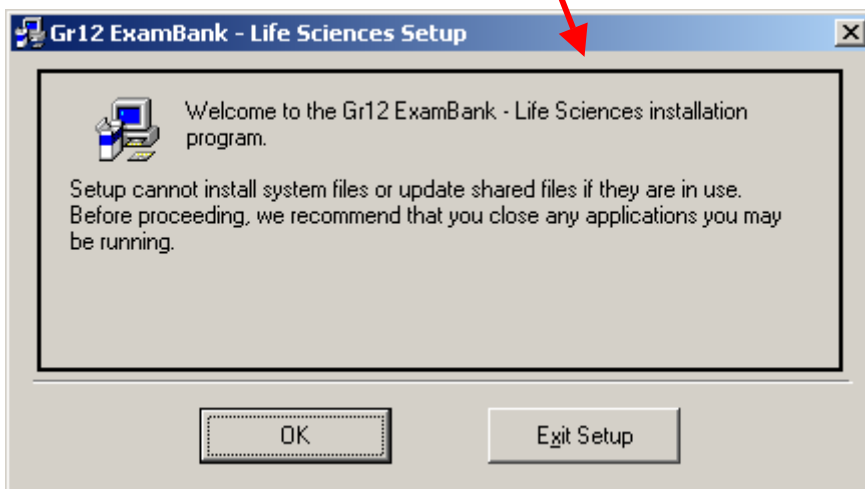 Gr12 ExamBank - Life Sciences Setup
Welcome to the Gr12 ExamBank - Life Sciences installation
program.
Setup cannot install system files or update shared files if they are in use.
Before proceeding, we recommend that you close any applications you may
be running.
OK
Exit Setup